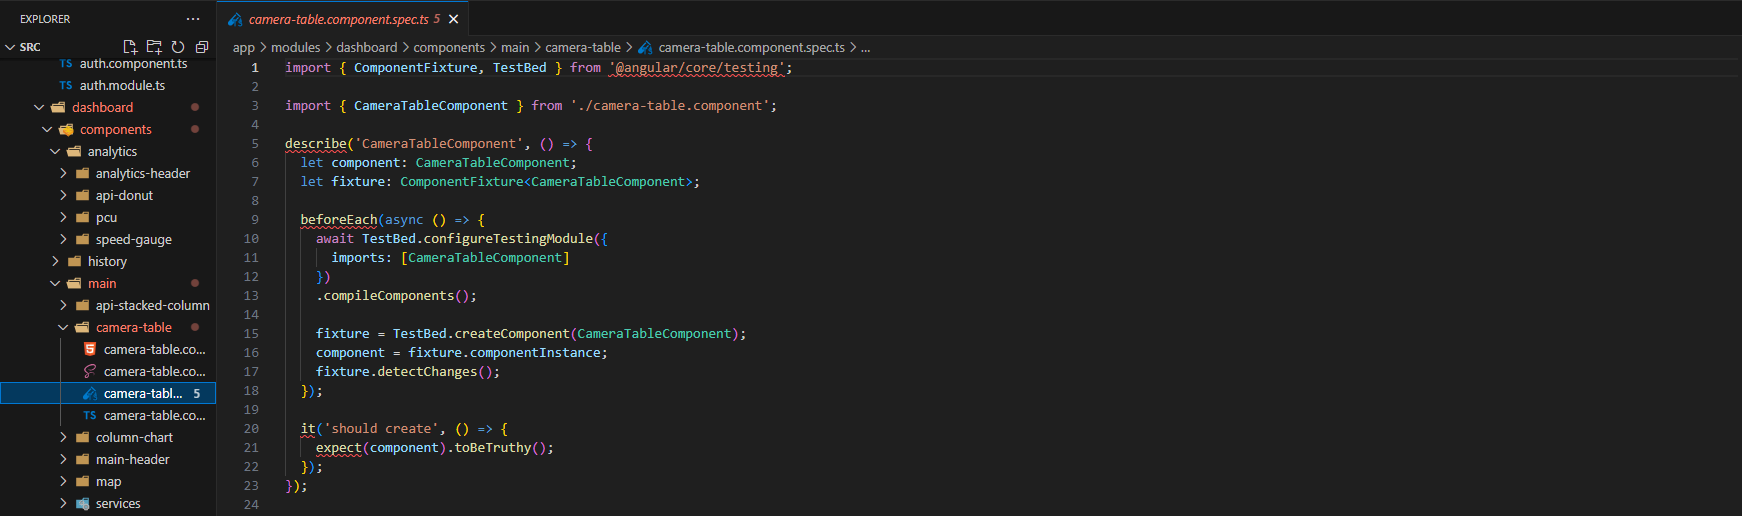 EXPLORER ...
SRC
auth.component.ts
TS auth.module.ts
dashboard
components
analytics
analytics-header
api-donut
pcu
speed-gauge
history
main
api-stacked-column
camera-table
camera-table.co...
camera-table.co...
camera-tabl... 5
TS camera-table.co...
column-chart
main-header
map
services
camera-table.component.spec.ts 5
app > modules > dashboard > components > main > camera-table > camera-table.component.spec.ts > ...
1 import { ComponentFixture, TestBed } from '@angular/core/testing';
2
3 import { CameraTableComponent } from './camera-table.component';
4
5 describe('CameraTableComponent', () => {
6 let component: CameraTableComponent;
7 let fixture: ComponentFixture<CameraTableComponent>;
8
9 beforeEach(async () => {
10 await TestBed.configureTestingModule({
11 imports: [CameraTableComponent]
12 })
13 .compileComponents();
14
15 fixture = TestBed.createComponent(CameraTableComponent);
16 component = fixture.componentInstance;
17 fixture.detectChanges();
18 });
19
20 it('should create', () => {
21 expect(component).toBeTruthy();
22 });
23 });
24